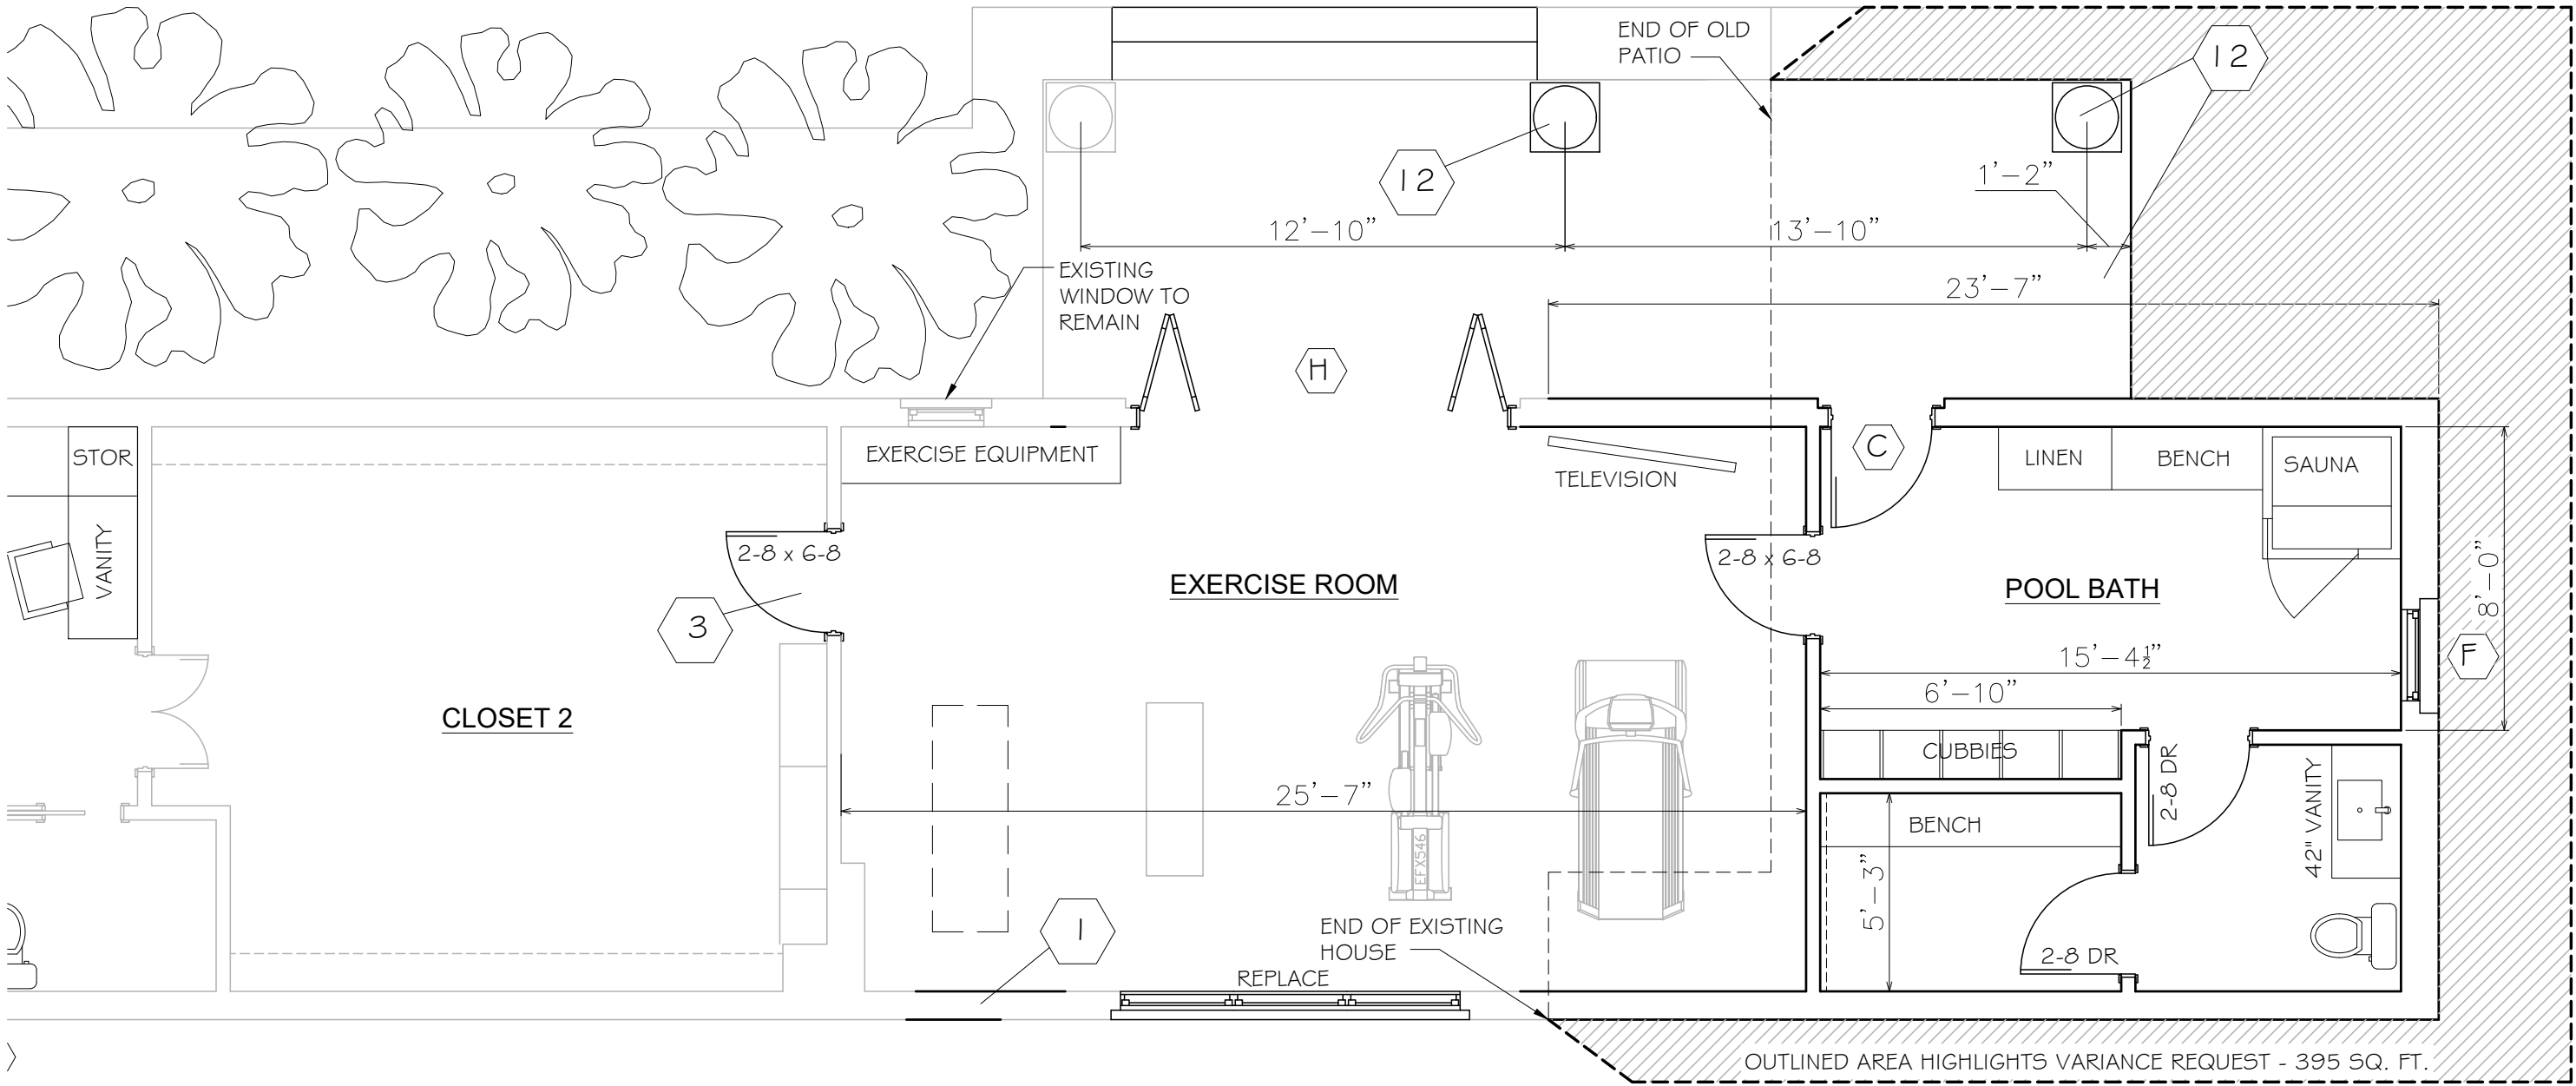 END OF OLD
PATIO
12
12
1'-2"
12'-10"
13'-10"
23'-7"
EXISTING
WINDOW TO
REMAIN
H
C
STOR
EXERCISE EQUIPMENT
TELEVISION
LINEN
BENCH
SAUNA
VANITY
2-8 x 6-8
2-8 x 6-8
EXERCISE ROOM
POOL BATH
8'-0"
3
15'-4½"
F
6'-10"
CLOSET 2
CUBBIES
2-8 DR
25'-7"
42" VANITY
BENCH
EFX546
5'-3"
1
END OF EXISTING
HOUSE
2-8 DR
REPLACE
OUTLINED AREA HIGHLIGHTS VARIANCE REQUEST - 395 SQ. FT.